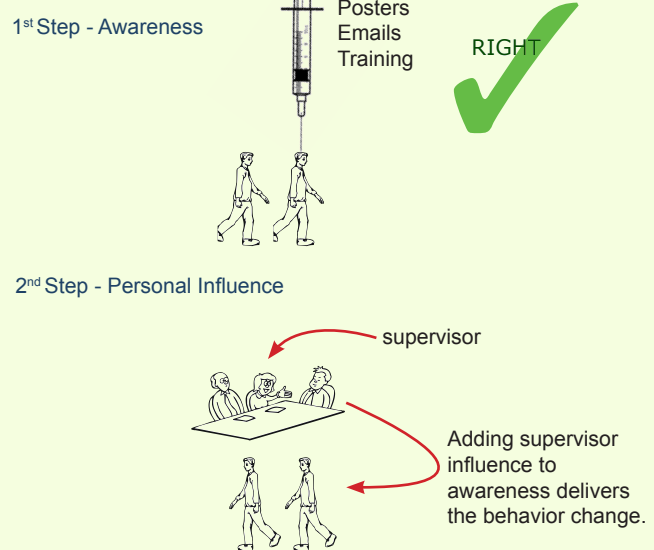 Posters
1st Step - Awareness
Emails
Training
RIGHT
2nd Step - Personal Influence
supervisor
Adding supervisor
influence to
awareness delivers
the behavior change.